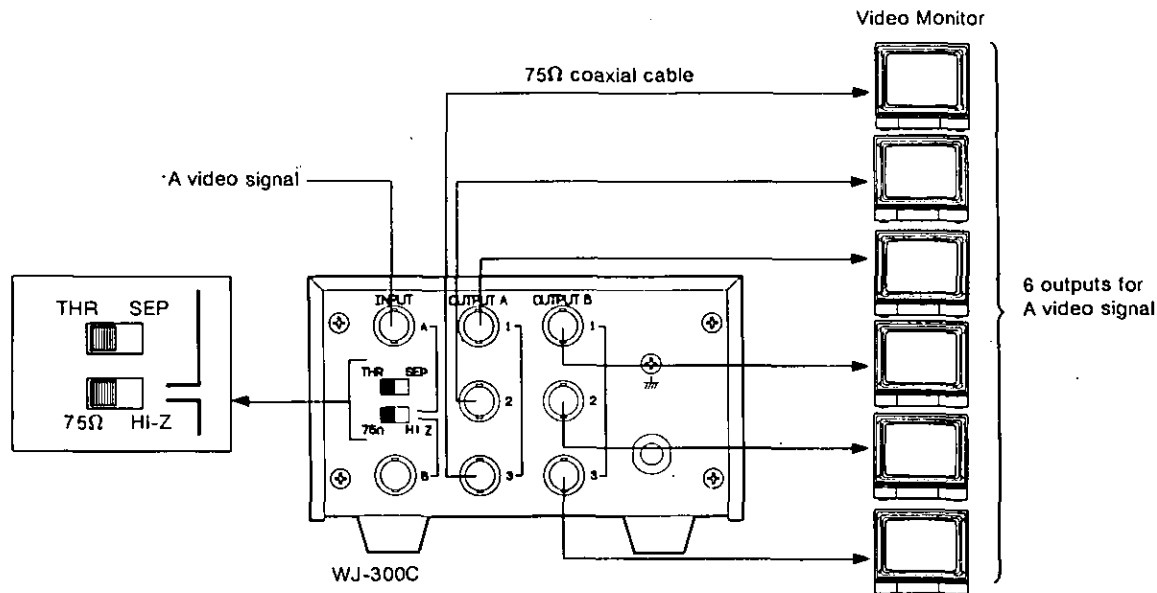 Video Monitor
75Ω coaxial cable
A video signal
6 outputs for
A video signal
THR SEP
75Ω Hi-Z
INPUT OUTPUT A OUTPUT B
A 1 1
THR SEP
2 2
75Ω HI Z
B 3 3
WJ-300C